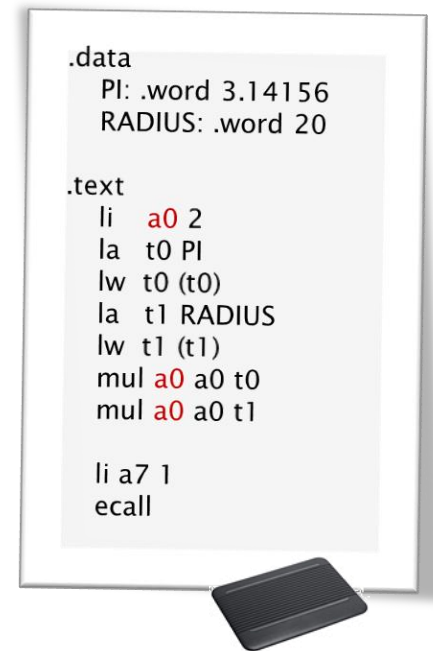 .data
PI: .word 3.14156
RADIUS: .word 20
.text
li a0 2
la t0 PI
lw t0 (t0)
la t1 RADIUS
lw t1 (t1)
mul a0 a0 t0
mul a0 a0 t1
li a7 1
ecall